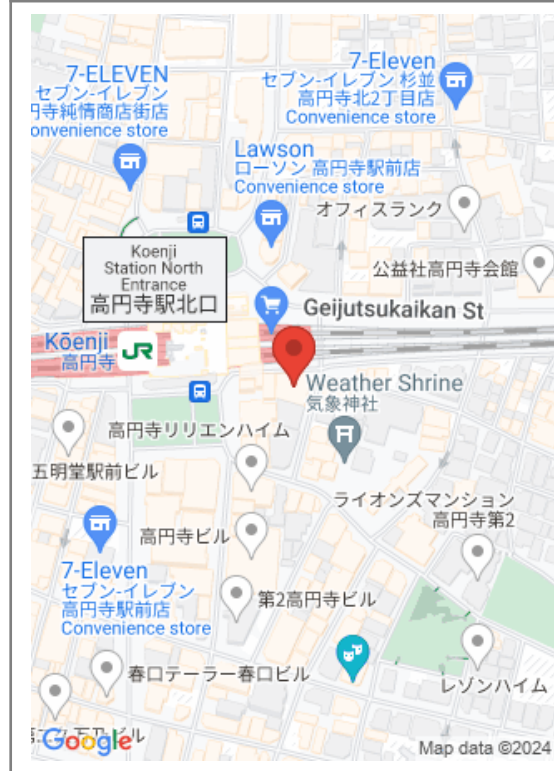 7-ELEVEN
セブン-イレブン
円寺純情商店街店
onvenience store
7-Eleven
セブン-イレブン 杉並
高円寺北2丁目店
Convenience store
Lawson
ローソン 高円寺駅前店
Convenience store
オフィスランク
公益社高円寺会館
Koenji
Station North
Entrance
高円寺駅北口
Geijutsukaikan St
Kōenji
高円寺
JR
Weather Shrine
気象神社
高円寺リリエンハイム
五明堂駅前ビル
ライオンズマンション
高円寺第2
高円寺ビル
7-Eleven
セブン-イレブン
高円寺駅前店
Convenience store
第2高円寺ビル
春口テーラー春口ビル
レゾンハイム
Google
Map data ©2024